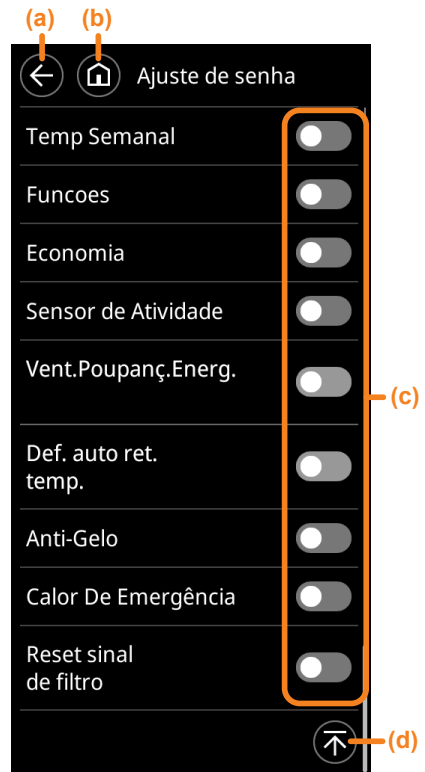 (a) (b)
Ajuste de senha
Temp Semanal
Funcoes
Economia
Sensor de Atividade
Vent.Poupanç.Energ.
(c)
Def. auto ret.
temp.
Anti-Gelo
Calor De Emergência
Reset sinal
de filtro
(d)